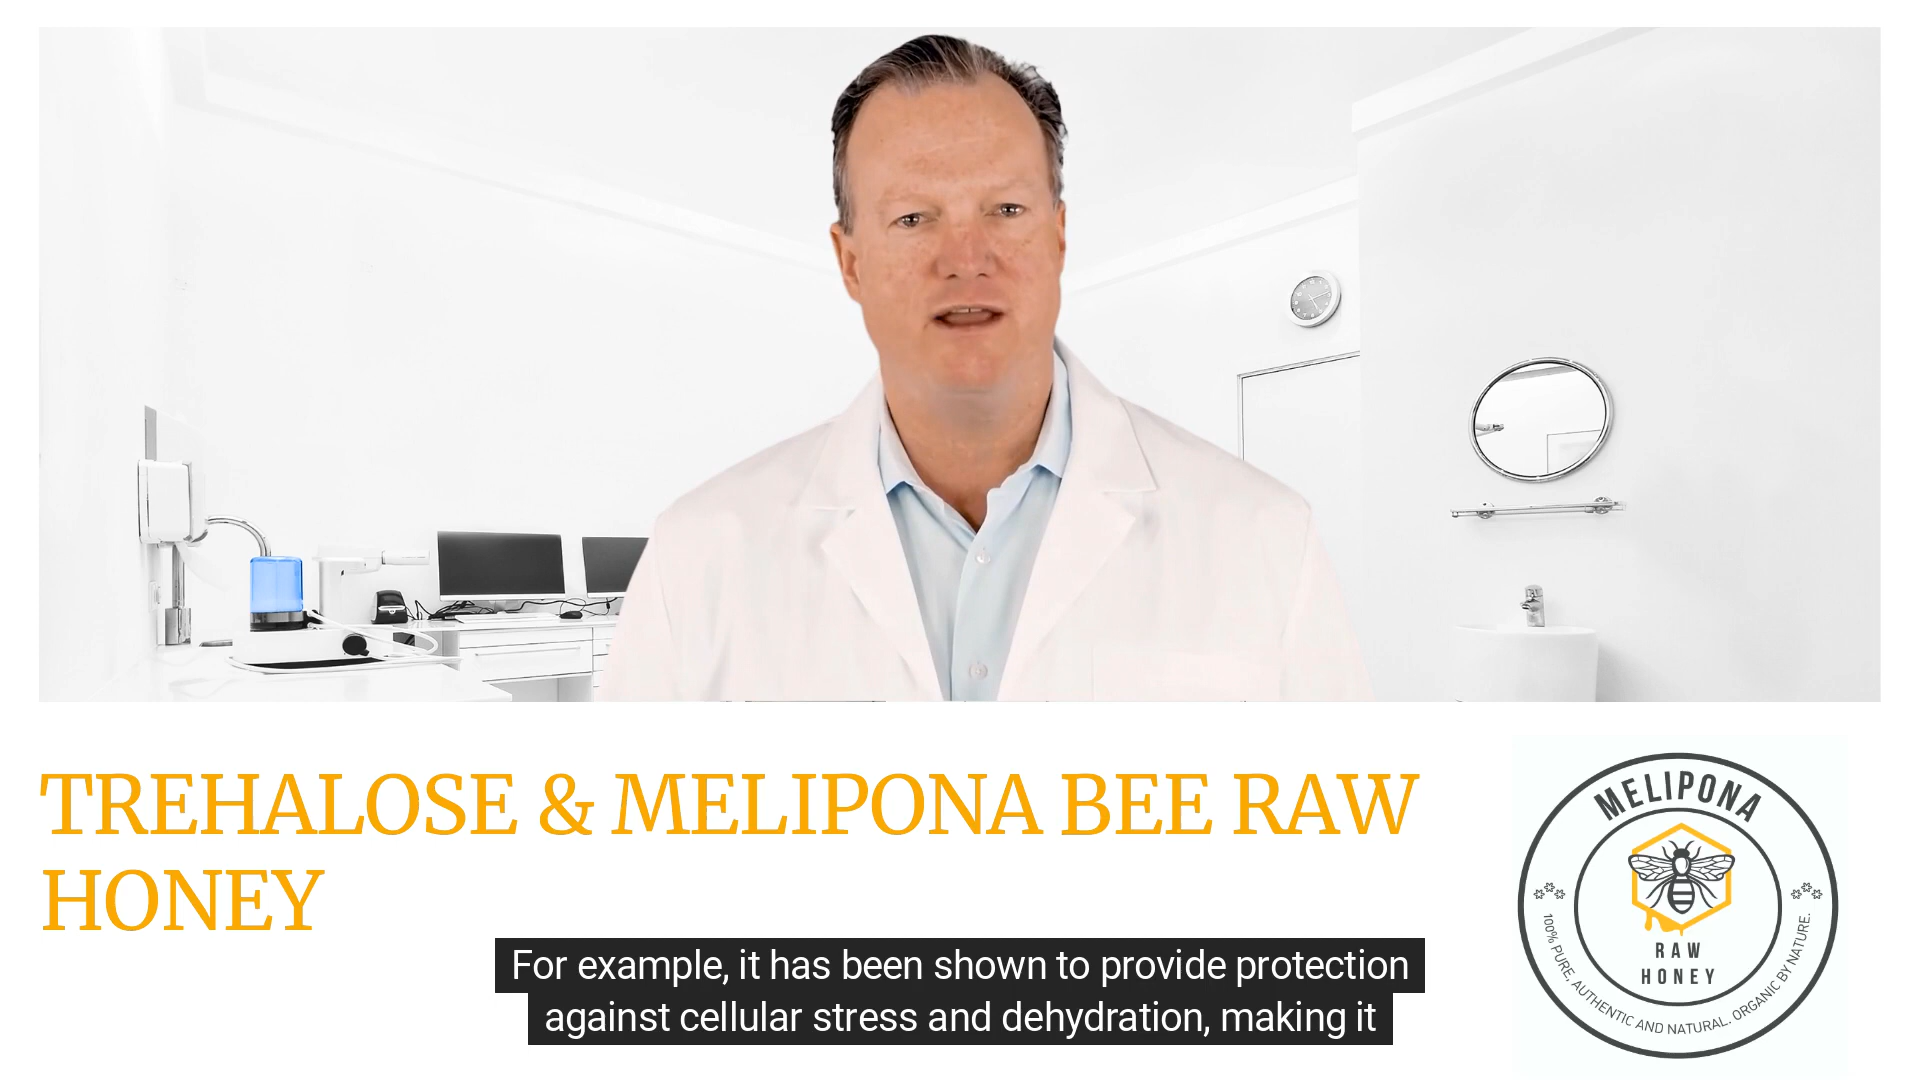 TREHALOSE & MELIPONA BEE RAW
HONEY
For example, it has been shown to provide protection
against cellular stress and dehydration, making it
MELIPONA
RAW
HONEY
100% PURE, AUTHENTIC AND NATURAL. ORGANIC BY NATURE.